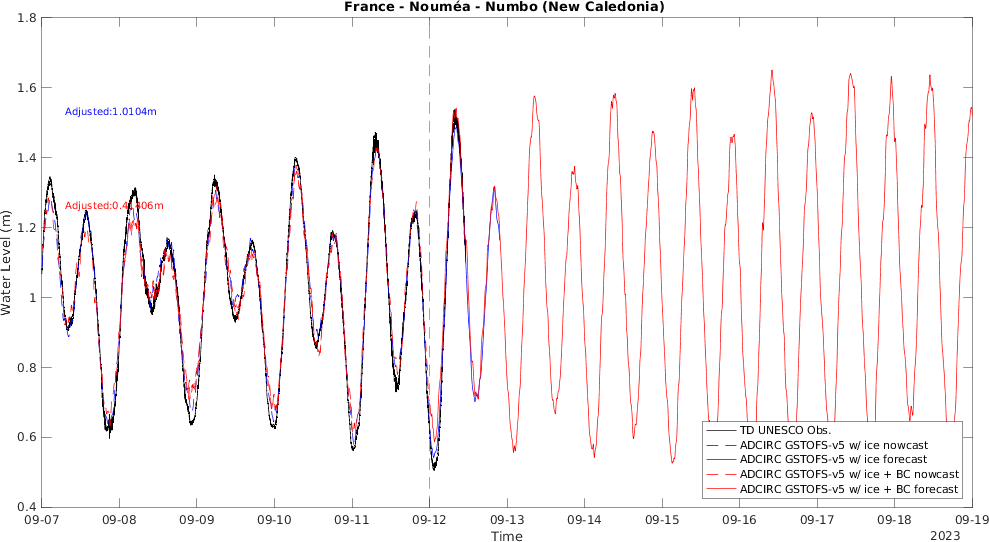 France - Nouméa - Numbo (New Caledonia)
1.8
1.6
1.4
1.2
1
0.8
0.6
0.4
Water Level (m)
Adjusted:1.0104m
TD UNESCO Obs.
ADCIRC GSTOFS-v5 w/ ice nowcast
ADCIRC GSTOFS-v5 w/ ice forecast
ADCIRC GSTOFS-v5 w/ ice + BC nowcast
ADCIRC GSTOFS-v5 w/ ice + BC forecast
09-07 09-08 09-09 09-10 09-11 09-12 09-13 09-14 09-15 09-16 09-17 09-18 09-19
Time
2023